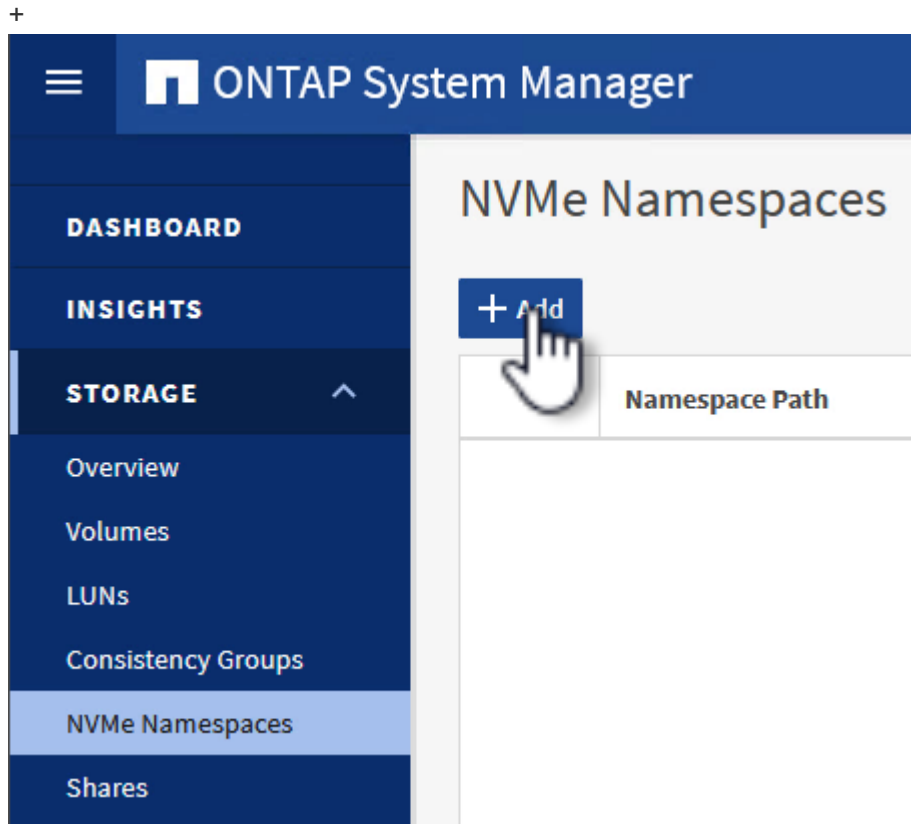 +
ONTAP System Manager
DASHBOARD
INSIGHTS
STORAGE
Overview
Volumes
LUNs
Consistency Groups
NVMe Namespaces
Shares
NVMe Namespaces
+ Add
Namespace Path